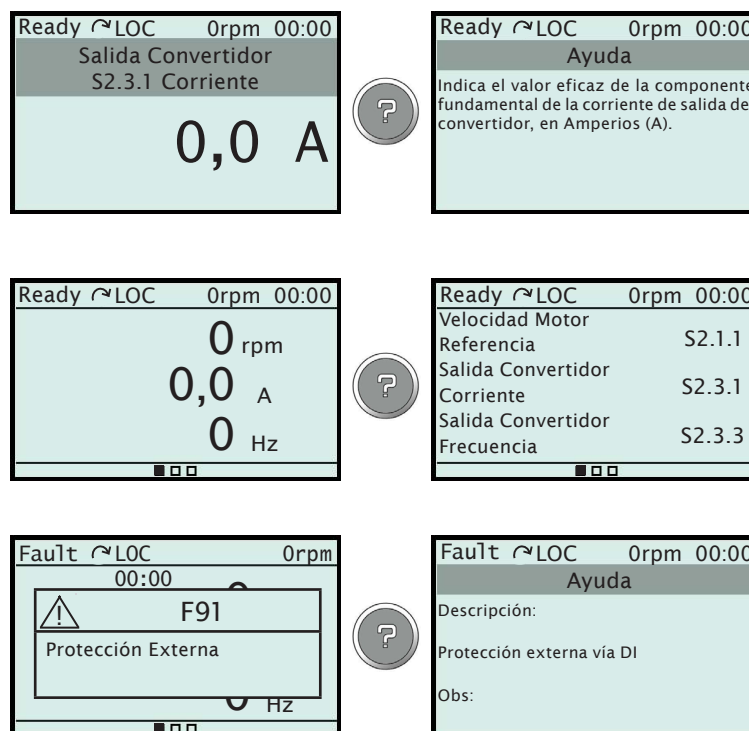 Ready LOC 0rpm 00:00
Salida Convertidor
S2.3.1 Corriente
0,0 A
?
Ready LOC 0rpm 00:00
Ayuda
Indica el valor eficaz de la componente
fundamental de la corriente de salida de
convertidor, en Amperios (A).
Ready LOC 0rpm 00:00
0 rpm
0,0 A
0 Hz
?
Ready LOC 0rpm 00:00
Velocidad Motor
Referencia S2.1.1
Salida Convertidor
Corriente S2.3.1
Salida Convertidor
Frecuencia S2.3.3
Fault LOC 0rpm
00:00
F91
Protección Externa
Hz
?
Fault LOC 0rpm 00:00
Ayuda
Descripción:
Protección externa vía DI
Obs: